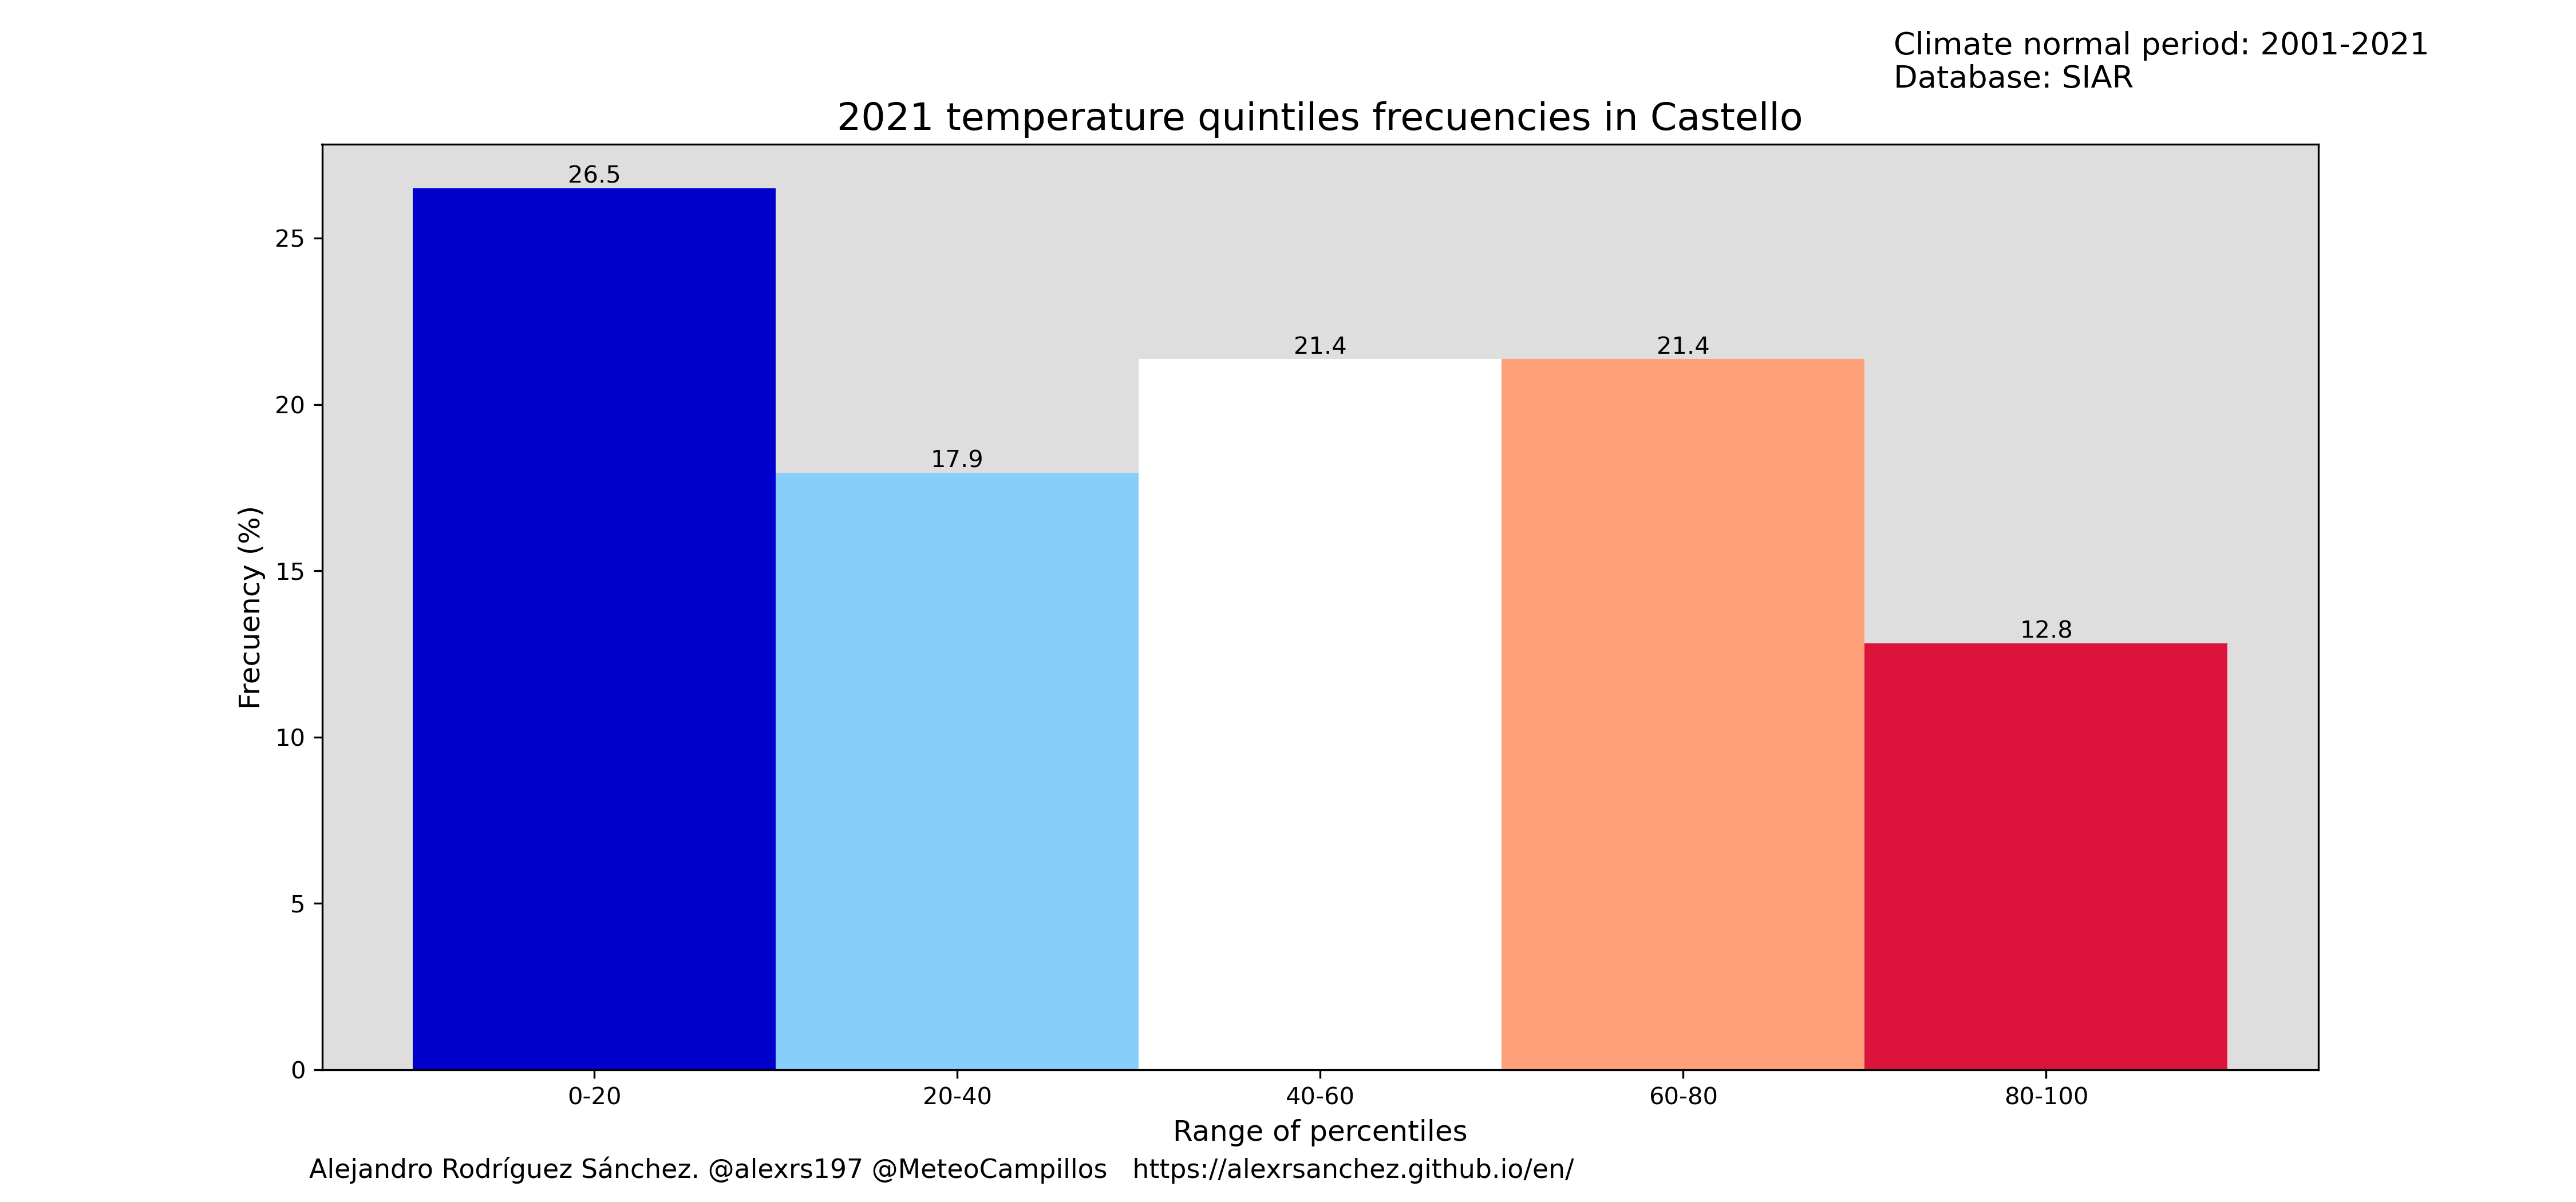 Climate normal period: 2001-2021
Database: SIAR
2021 temperature quintiles frecuencies in Castello
26.5
17.9
21.4
21.4
12.8
Frecuency (%)
25
20
15
10
5
0
0-20
20-40
40-60
60-80
80-100
Range of percentiles
Alejandro Rodríguez Sánchez. @alexrs197 @MeteoCampillos   https://alexrsanchez.github.io/en/